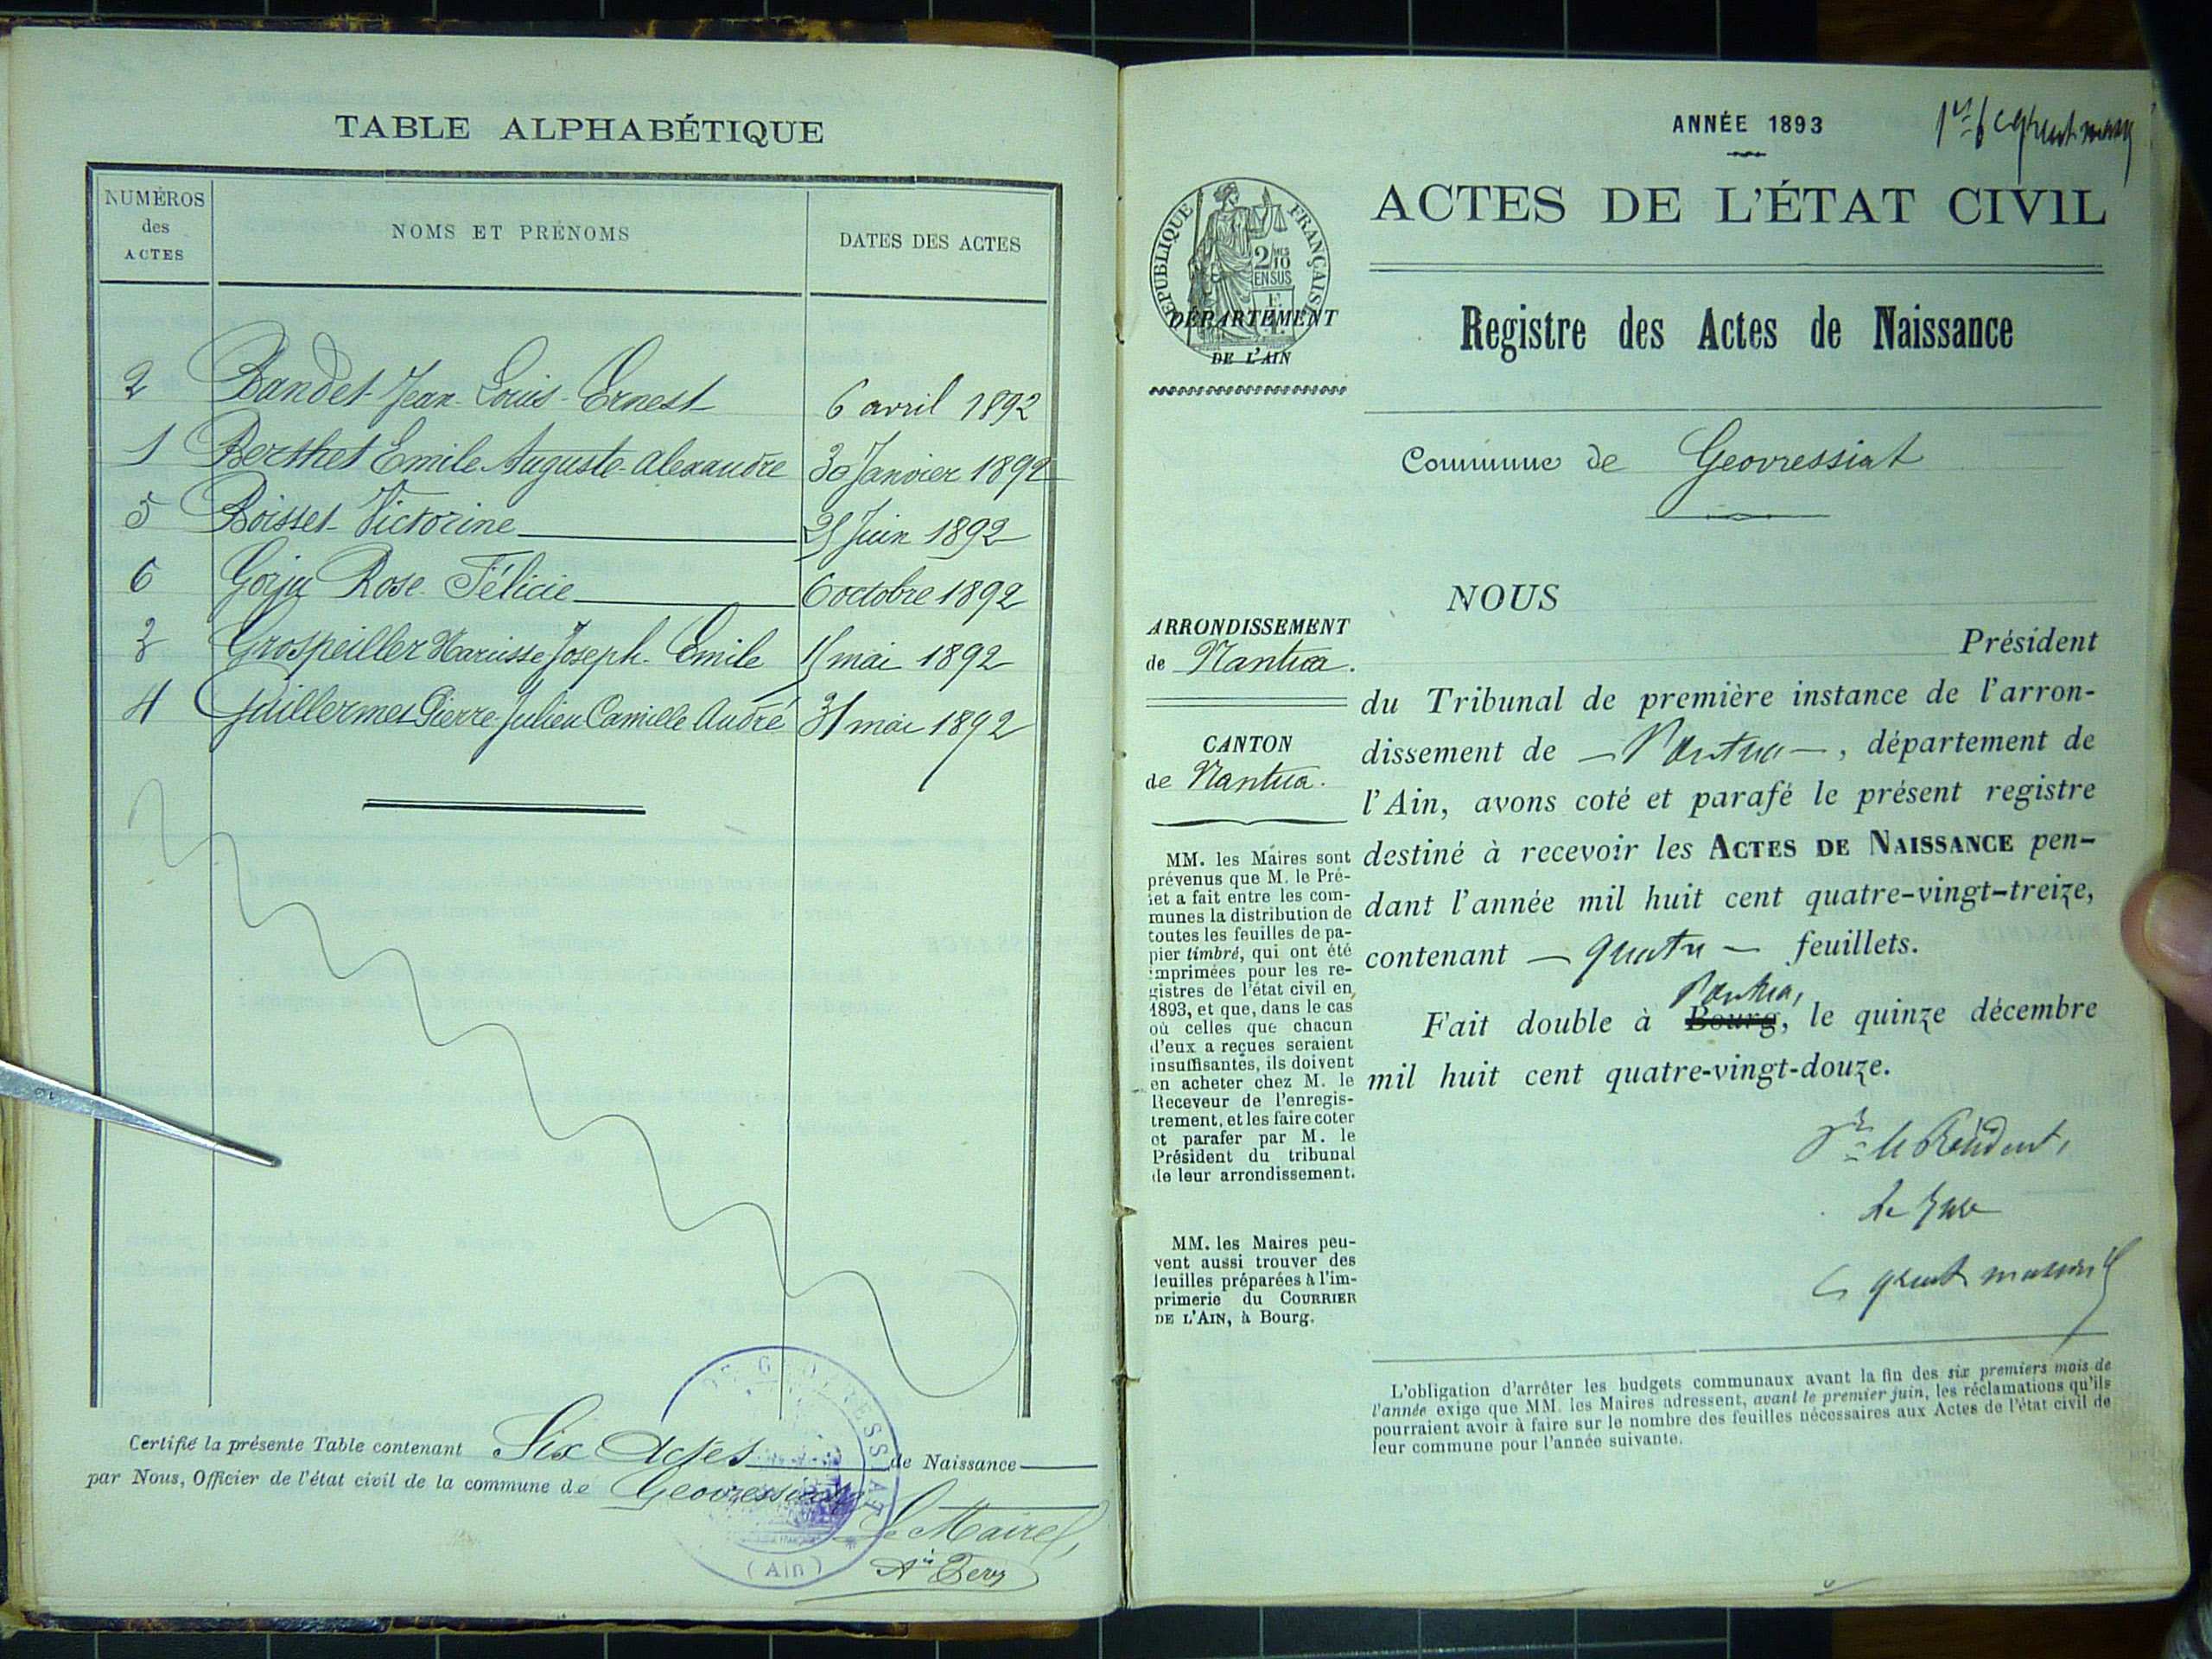 TABLE ALPHABÉTIQUE
NUMÉROS
des
ACTES
NOMS ET PRÉNOMS
DATES DES ACTES
2 Bandet Jean-Louis-Ernest 6 avril 1892
1 Berthet Emile Auguste-Alexandre 30 Janvier 1892
5 Boisset Victorine 25 Juin 1892
6 Rose-Félicie 6 octobre 1892
3 Grospeiller Narcisse Joseph-Emile 15 mai 1892
4 Guillermet Pierre-Julien Camille André 31 mai 1892
Certifié la présente Table contenant Six Actes de Naissance
par Nous, Officier de l'état civil de la commune de Geovressiat
Le Maire
DE GEOVRESSIAT
(Ain)
ANNÉE 1893
ACTES DE L'ÉTAT CIVIL
RÉPUBLIQUE FRANÇAISE
2/10 MES
EN SUS
DÉPARTEMENT
DE L'AIN
Registre des Actes de Naissance
Commune de Geovressiat
ARRONDISSEMENT
de Nantua.
CANTON
de Nantua.
MM. les Maires sont
prévenus que M. le Pré-
fet a fait entre les com-
munes la distribution de
toutes les feuilles de pa-
pier timbré, qui ont été
imprimées pour les re-
gistres de l'état civil en
1893, et que, dans le cas
où celles que chacun
d'eux a reçues seraient
insuffisantes, ils doivent
en acheter chez M. le
Receveur de l'enregis-
trement, et les faire coter
et parafer par M. le
Président du tribunal
de leur arrondissement.
MM. les Maires peu-
vent aussi trouver des
feuilles préparées à l'im-
primerie du COURRIER
DE L'AIN, à Bourg.
NOUS
Président
du Tribunal de première instance de l'arron-
dissement de – Nantua –, département de
l'Ain, avons coté et parafé le présent registre
destiné à recevoir les ACTES DE NAISSANCE pen-
dant l'année mil huit cent quatre-vingt-treize,
contenant – quatre – feuillets.
Nantua,
Fait double à Bourg, le quinze décembre
mil huit cent quatre-vingt-douze.
Pr le Président,
Le Juge
L'obligation d'arrêter les budgets communaux avant la fin des six premiers mois de
l'année exige que MM. les Maires adressent, avant le premier juin, les réclamations qu'ils
pourraient avoir à faire sur le nombre des feuilles nécessaires aux Actes de l'état civil de
leur commune pour l'année suivante.